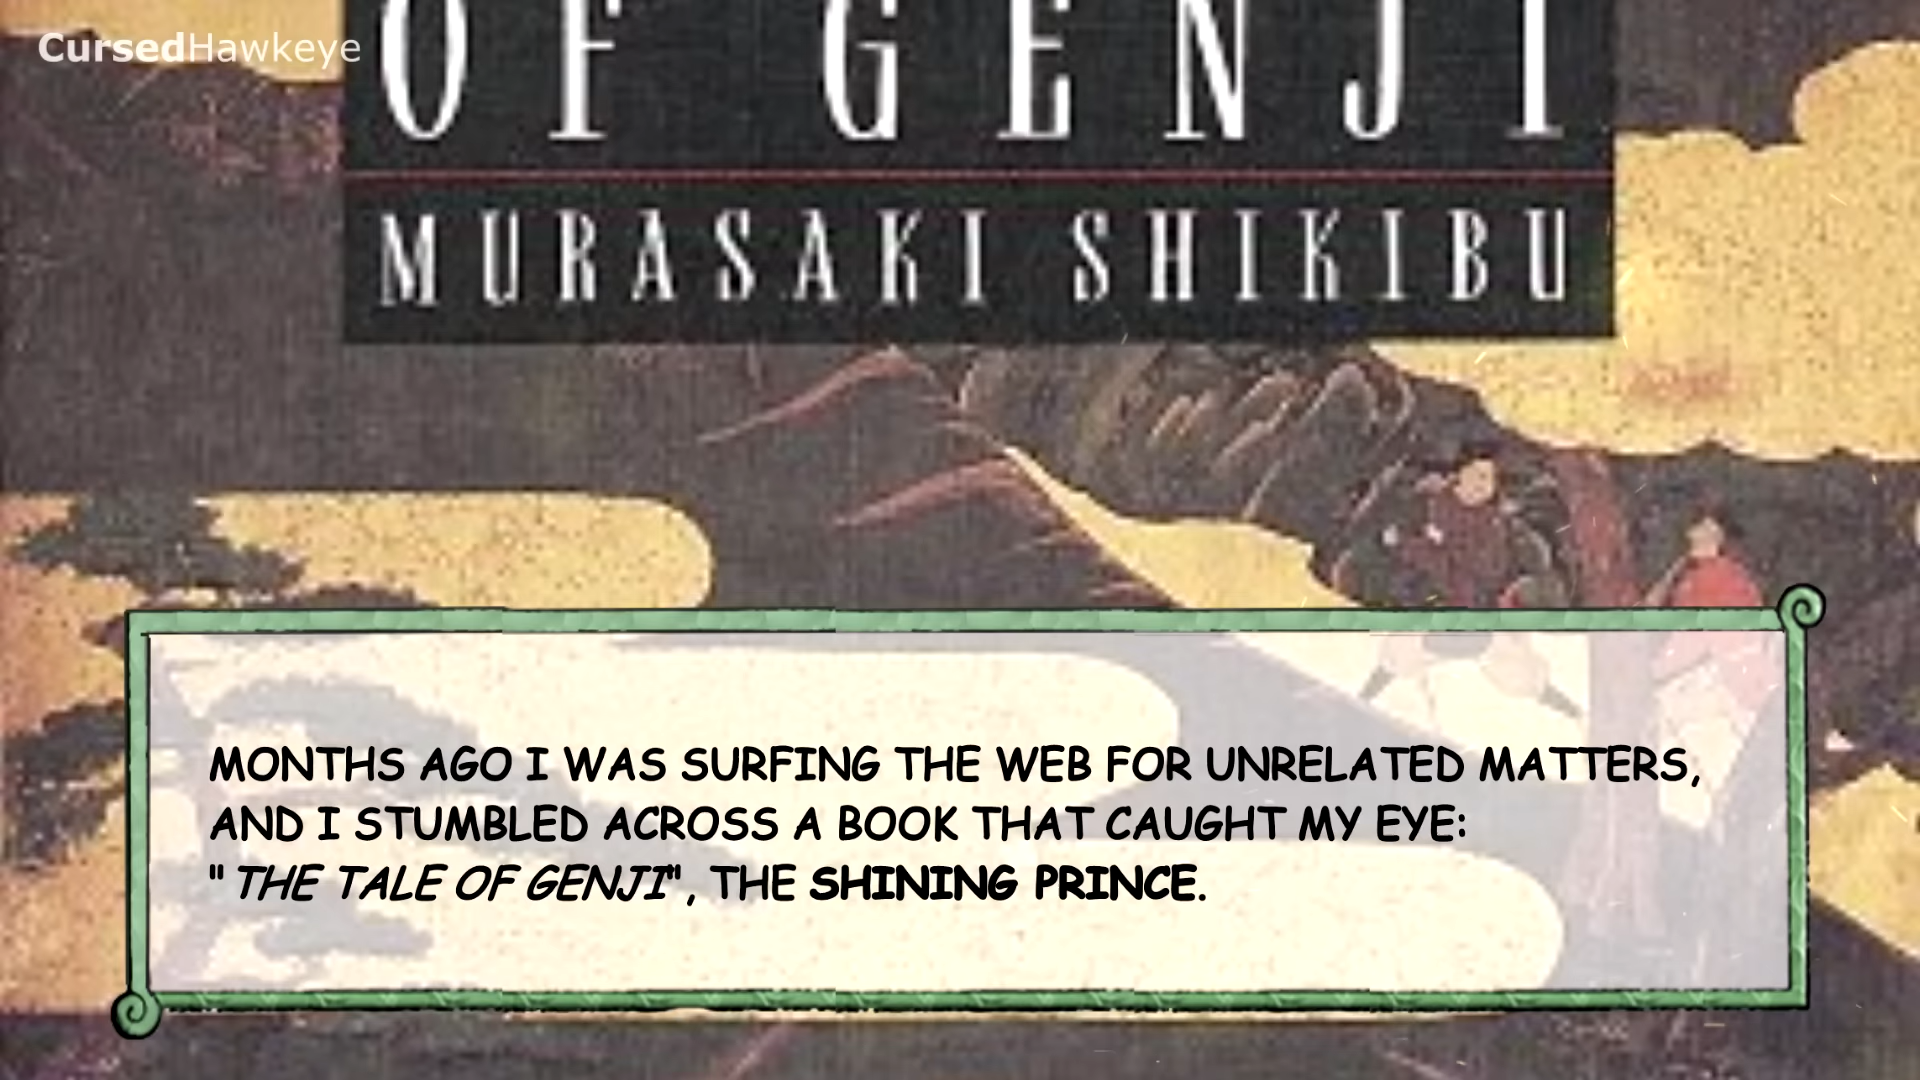 CursedHawkeye
OF GENJI
MURASAKI SHIKIBU
MONTHS AGO I WAS SURFING THE WEB FOR UNRELATED MATTERS,
AND I STUMBLED ACROSS A BOOK THAT CAUGHT MY EYE:
"THE TALE OF GENJI", THE SHINING PRINCE.